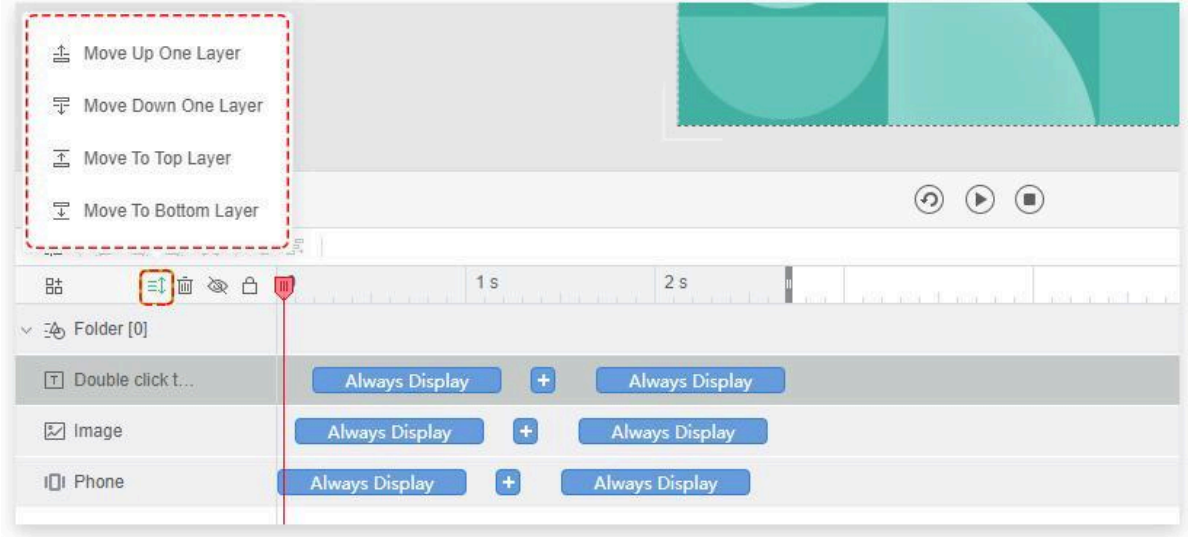 Move Up One Layer
Move Down One Layer
Move To Top Layer
Move To Bottom Layer
1 s
2 s
Folder [0]
Double click t...
Always Display
+
Always Display
Image
Always Display
+
Always Display
Phone
Always Display
+
Always Display